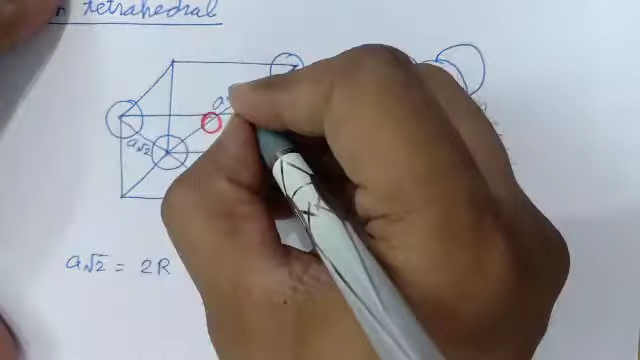 tetrahedral
a
a√2
a√2 = 2R